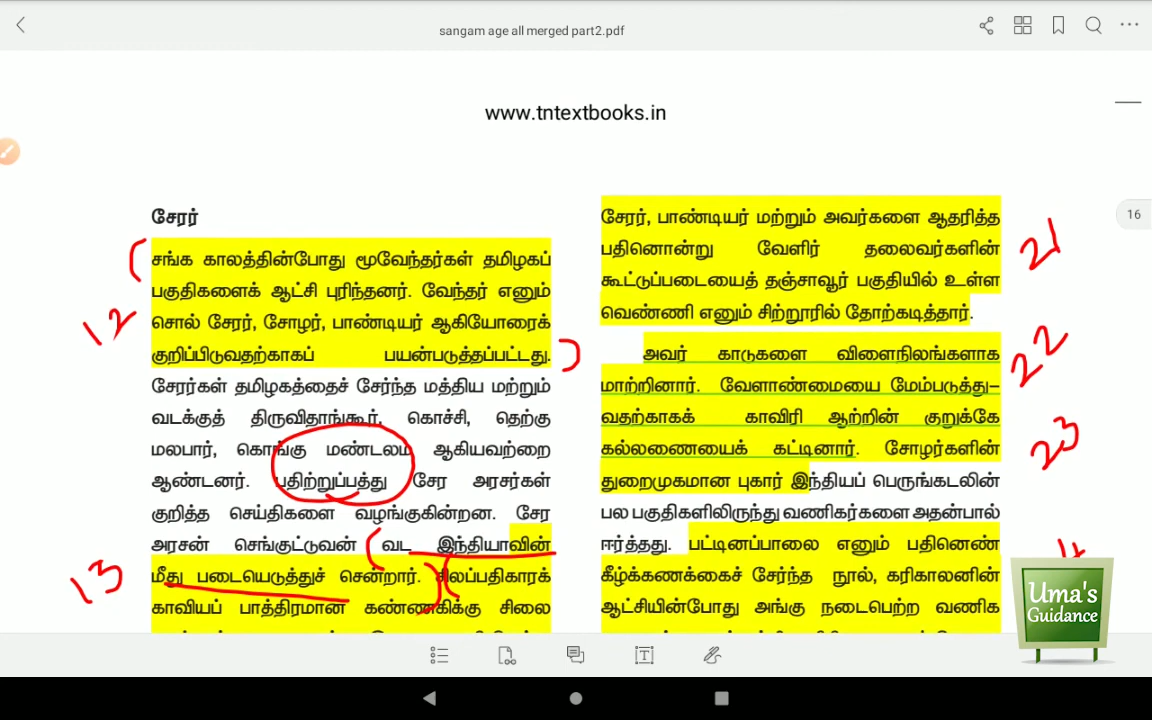 sangam age all merged part2.pdf
www.tntextbooks.in
16
சேரர்
சங்க காலத்தின்போது மூவேந்தர்கள் தமிழகப்
பகுதிகளைக் ஆட்சி புரிந்தனர். வேந்தர் எனும்
சொல் சேரர், சோழர், பாண்டியர் ஆகியோரைக்
குறிப்பிடுவதற்காகப் பயன்படுத்தப்பட்டது.
சேரர்கள் தமிழகத்தைச் சேர்ந்த மத்திய மற்றும்
வடக்குத் திருவிதாங்கூர், கொச்சி, தெற்கு
மலபார், கொங்கு மண்டலம் ஆகியவற்றை
ஆண்டனர். பதிற்றுப்பத்து சேர அரசர்கள்
குறித்த செய்திகளை வழங்குகின்றன. சேர
அரசன் செங்குட்டுவன் வட இந்தியாவின்
மீது படையெடுத்துச் சென்றார். சிலப்பதிகாரக்
காவியப் பாத்திரமான கண்ணகிக்கு சிலை
12
13
சேரர், பாண்டியர் மற்றும் அவர்களை ஆதரித்த
பதினொன்று வேளிர் தலைவர்களின்
கூட்டுப்படையைத் தஞ்சாவூர் பகுதியில் உள்ள
வெண்ணி எனும் சிற்றூரில் தோற்கடித்தார்.
அவர் காடுகளை விளைநிலங்களாக
மாற்றினார். வேளாண்மையை மேம்படுத்து-
வதற்காகக் காவிரி ஆற்றின் குறுக்கே
கல்லணையைக் கட்டினார். சோழர்களின்
துறைமுகமான புகார் இந்தியப் பெருங்கடலின்
பல பகுதிகளிலிருந்து வணிகர்களை அதன்பால்
ஈர்த்தது. பட்டினப்பாலை எனும் பதினெண்
கீழ்க்கணக்கைச் சேர்ந்த நூல், கரிகாலனின்
ஆட்சியின்போது அங்கு நடைபெற்ற வணிக
21
22
23
Uma's
Guidance